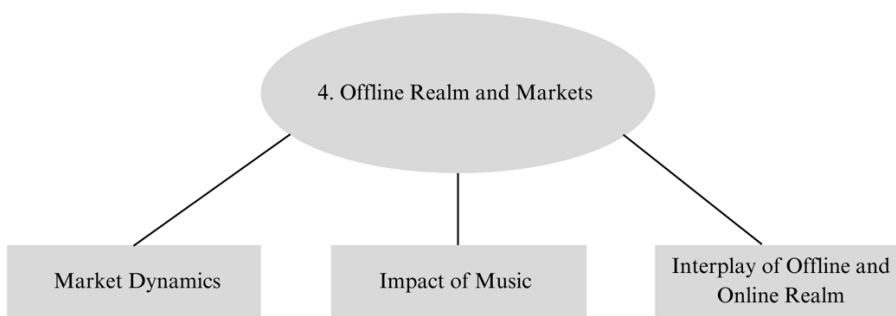 4. Offline Realm and Markets
Market Dynamics
Impact of Music
Interplay of Offline and
Online Realm